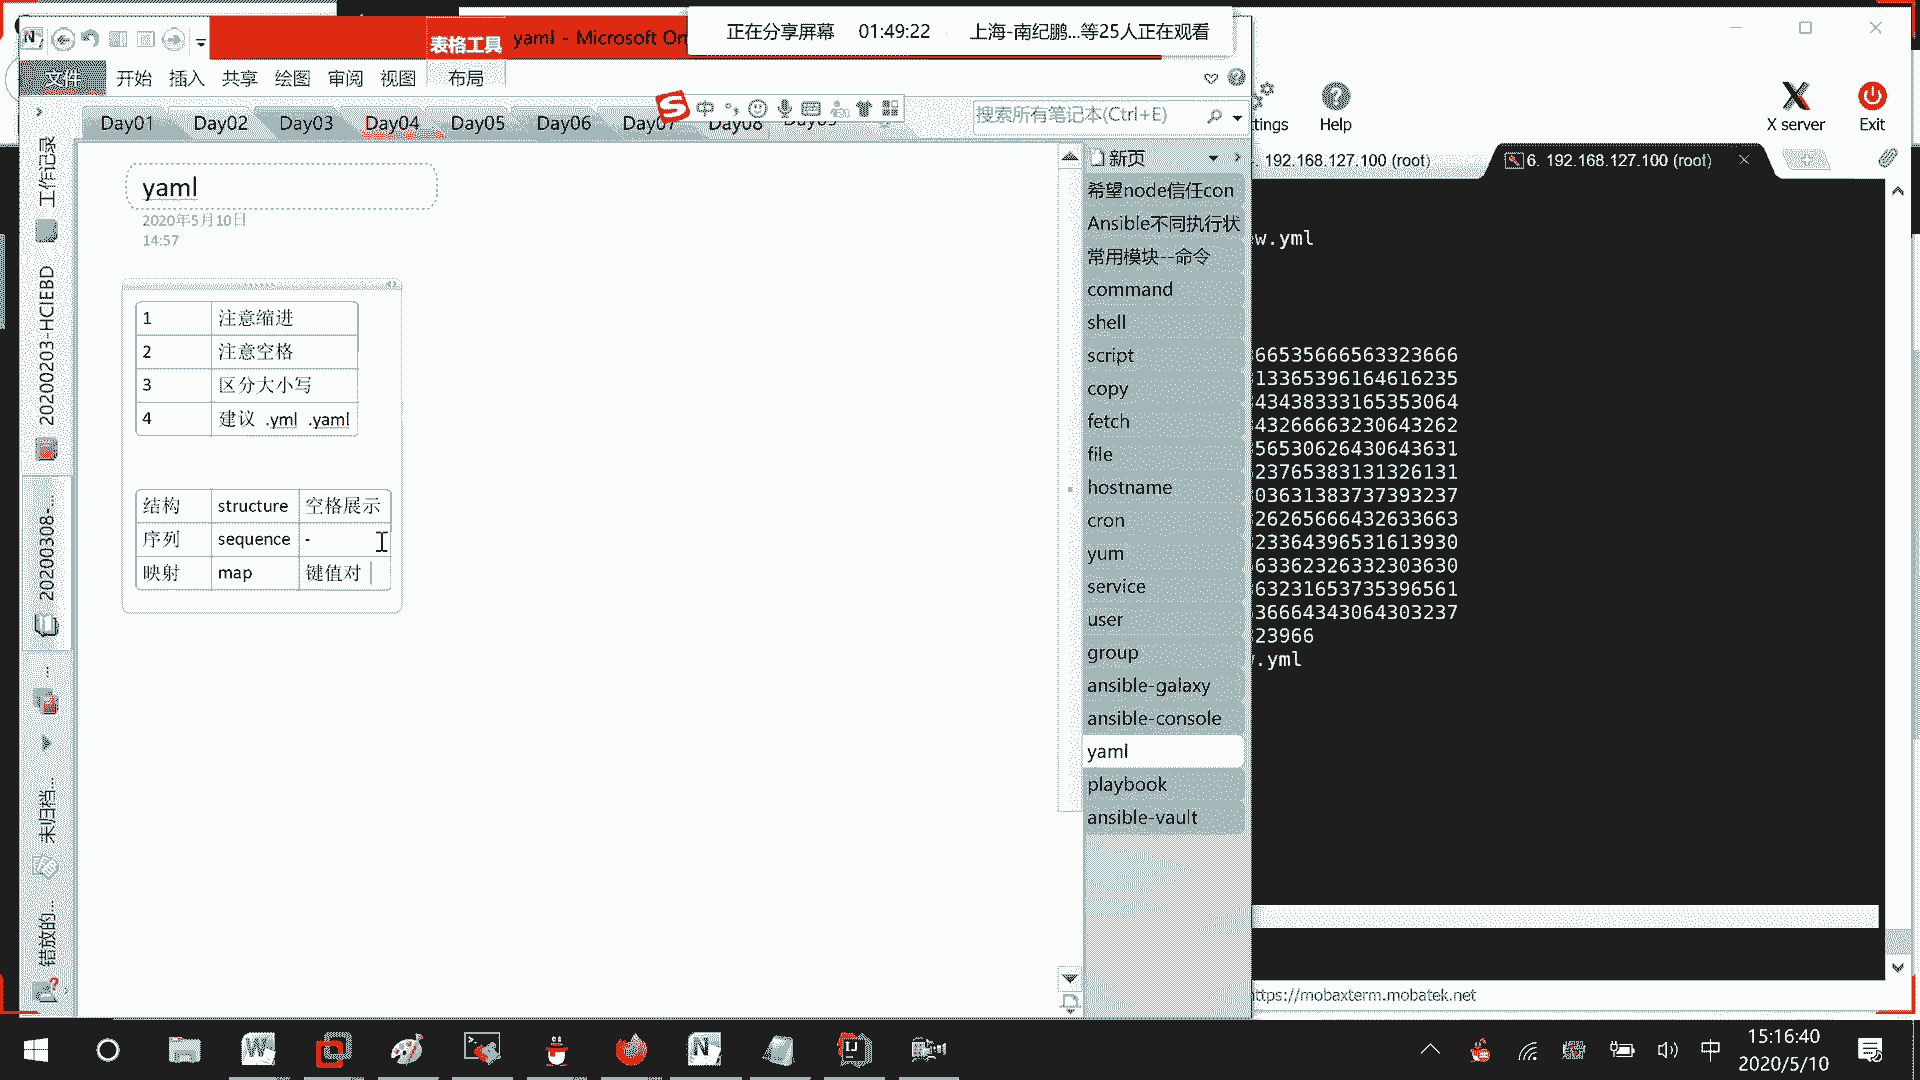 表格工具
yaml - Microsoft On
正在分享屏幕 01:49:22 上海-南纪鹏...等25人正在观看
文件 开始 插入 共享 绘图 审阅 视图 布局
Day01 Day02 Day03 Day04 Day05 Day06 Day07 Day08
中
搜索所有笔记本(Ctrl+E)
工作记录
20200203-HCIEBD
20200308-...
未归档...
错放的...
yaml
2020年5月10日
14:57
1 注意缩进
2 注意空格
3 区分大小写
4 建议 .yml .yaml
结构 structure 空格展示
序列 sequence -
映射 map 键值对
新页
希望node信任con
Ansible不同执行状
常用模块--命令
command
shell
script
copy
fetch
file
hostname
cron
yum
service
user
group
ansible-galaxy
ansible-console
yaml
playbook
ansible-vault
tings Help X server Exit
192.168.127.100 (root)
6. 192.168.127.100 (root)
w.yml
66535666563323666
13365396164616235
43438333165353064
43266663230643262
56530626430643631
23765383131326131
03631383737393237
26265666432633663
23364396531613930
63362326332303630
63231653735396561
36664343064303237
23966
.yml
ttps://mobaxterm.mobatek.net
中
15:16:40
2020/5/10